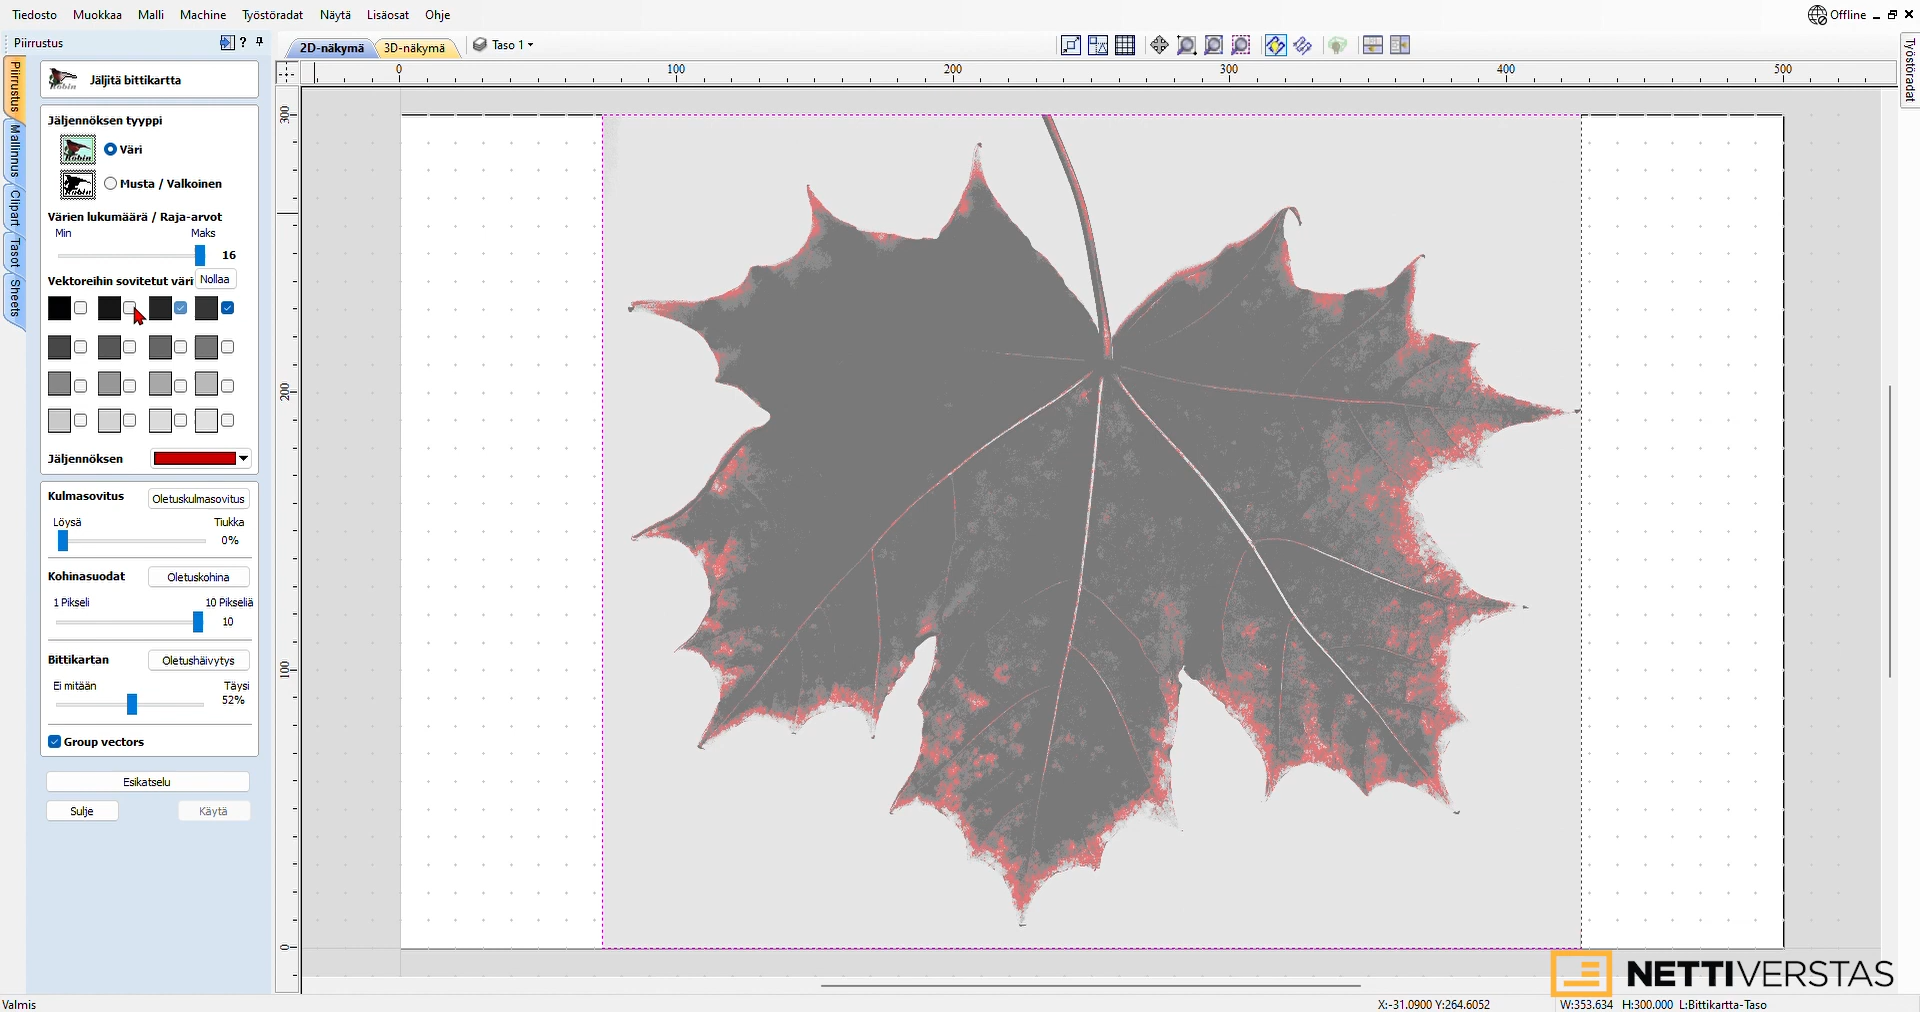 Tiedosto Muokkaa Malli Machine Työstöradat Näytä Lisäosat Ohje Offline
Piirrustus ?
2D-näkymä 3D-näkymä Taso 1
Työstöradat
Piirrustus
Mallinnus
Clipart
Tasot
Sheets
Jäljitä bittikartta
0 100 200 300 400 500
300
200
100
0
Jäljennöksen tyyppi
Väri
Musta / Valkoinen
Värien lukumäärä / Raja-arvot
Min Maks
16
Vektoreihin sovitetut väri Nollaa
Jäljennöksen
Kulmasovitus Oletuskulmasovitus
Löysä Tiukka
0%
Kohinasuodat Oletuskohina
1 Pikseli 10 Pikseliä
10
Bittikartan Oletushäivytys
Ei mitään Täysi
52%
Group vectors
Esikatselu
Sulje Käytä
NETTIVERSTAS
Valmis X:-31.0900 Y:264.6052 W:353.634 H:300.000 L:Bittikartta-Taso